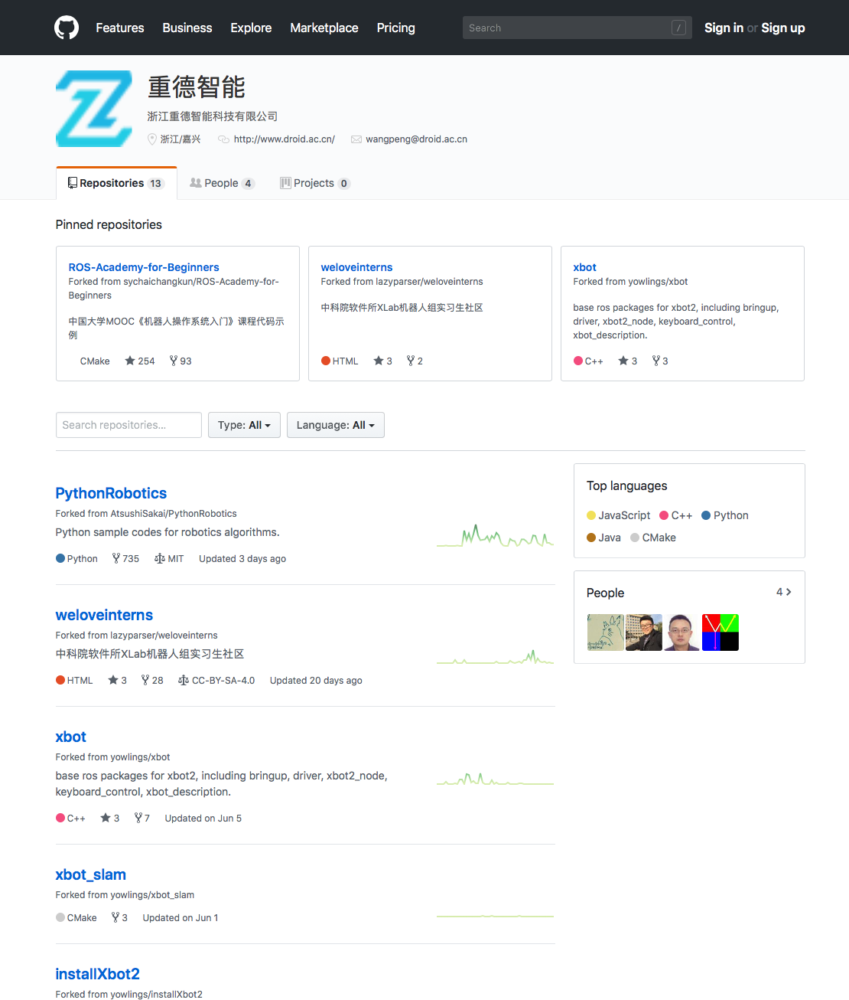 Features Business Explore Marketplace Pricing Search / Sign in or Sign up
重德智能
浙江重德智能科技有限公司
浙江/嘉兴 http://www.droid.ac.cn/ wangpeng@droid.ac.cn
Repositories 13 People 4 Projects 0
Pinned repositories
ROS-Academy-for-Beginners
Forked from sychaichangkun/ROS-Academy-for-
Beginners
中国大学MOOC《机器人操作系统入门》课程代码示
例
CMake 254 93
weloveinterns
Forked from lazyparser/weloveinterns
中科院软件所XLab机器人组实习生社区
HTML 3 2
xbot
Forked from yowlings/xbot
base ros packages for xbot2, including bringup,
driver, xbot2_node, keyboard_control,
xbot_description.
C++ 3 3
Search repositories... Type: All Language: All
PythonRobotics
Forked from AtsushiSakai/PythonRobotics
Python sample codes for robotics algorithms.
Python 735 MIT Updated 3 days ago
weloveinterns
Forked from lazyparser/weloveinterns
中科院软件所XLab机器人组实习生社区
HTML 3 28 CC-BY-SA-4.0 Updated 20 days ago
xbot
Forked from yowlings/xbot
base ros packages for xbot2, including bringup, driver, xbot2_node,
keyboard_control, xbot_description.
C++ 3 7 Updated on Jun 5
xbot_slam
Forked from yowlings/xbot_slam
CMake 3 Updated on Jun 1
installXbot2
Forked from yowlings/installXbot2
Top languages
JavaScript C++ Python
Java CMake
People 4